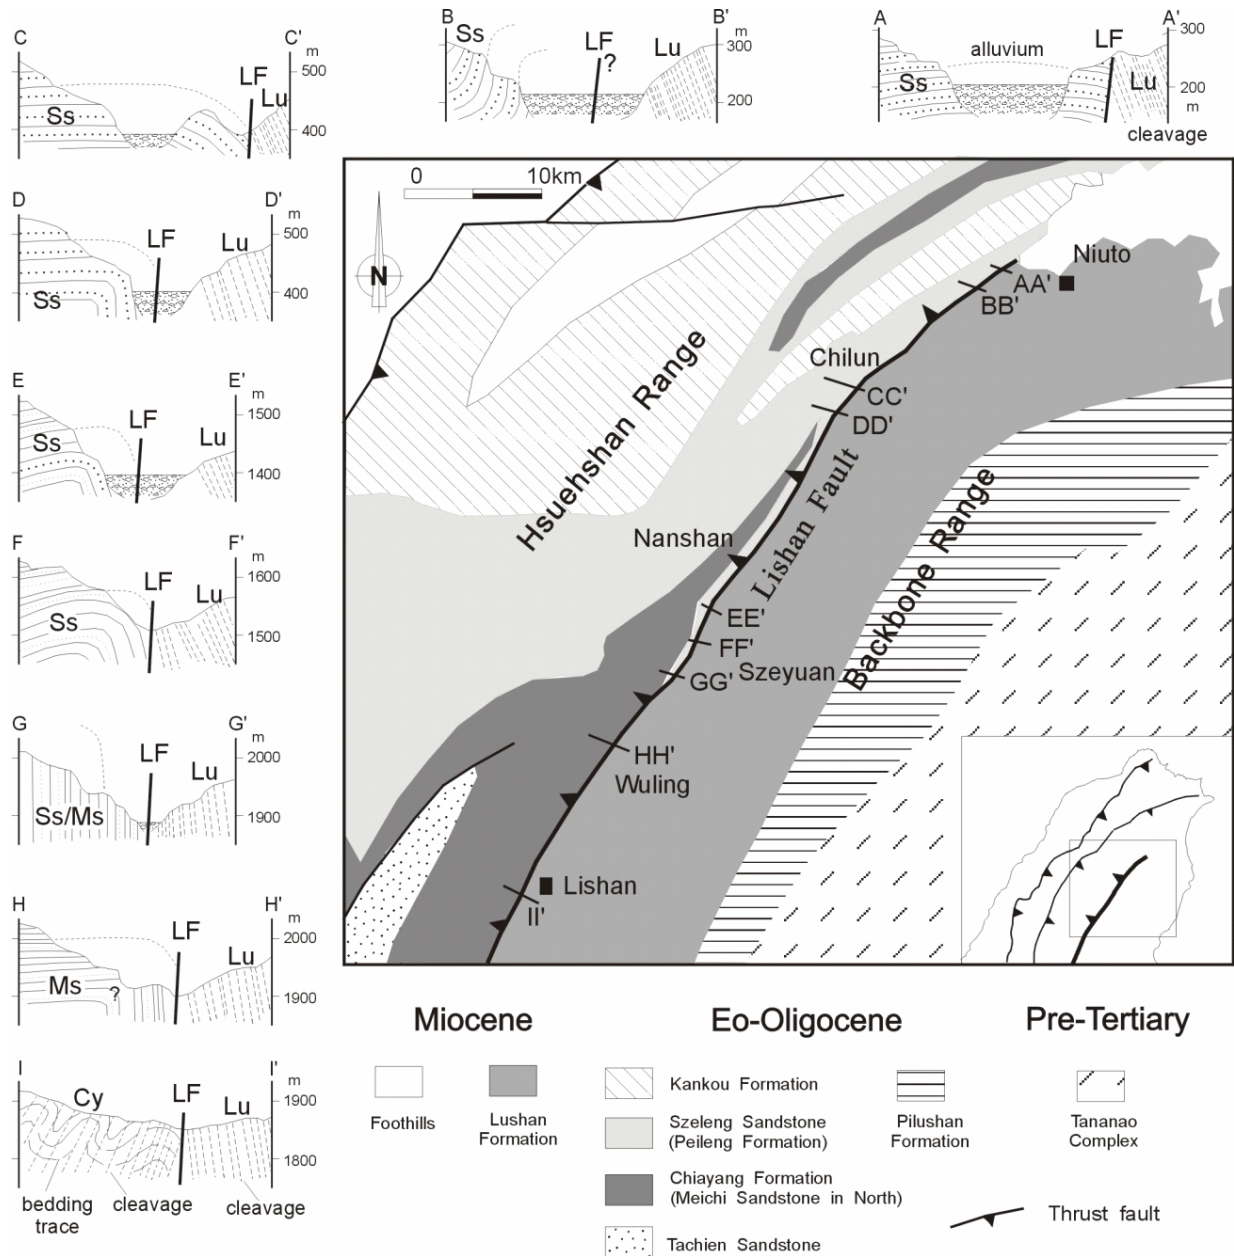 C
C'
m
500
400
LF
Lu
Ss
B
B'
m
300
200
Ss
LF
?
Lu
A
A'
300
200
m
alluvium
LF
Ss
Lu
cleavage
D
D'
m
500
400
LF
Lu
Ss
E
E'
m
1500
1400
LF
Lu
Ss
F
F'
m
1600
1500
LF
Lu
Ss
G
G'
m
2000
1900
LF
Lu
Ss/Ms
H
H'
m
2000
1900
LF
Lu
Ms
?
I
I'
m
1900
1800
Cy
LF
Lu
bedding
trace
cleavage
cleavage
0 10km
N
Niuto
AA'
BB'
Chilun
CC'
DD'
Hsuehshan Range
Lishan Fault
Backbone Range
Nanshan
EE'
FF'
GG'
Szeyuan
HH'
Wuling
Lishan
II'
Miocene
Eo-Oligocene
Pre-Tertiary
Foothills
Lushan
Formation
Kankou Formation
Szeleng Sandstone
(Peileng Formation)
Chiayang Formation
(Meichi Sandstone in North)
Tachien Sandstone
Pilushan
Formation
Tananao
Complex
Thrust fault